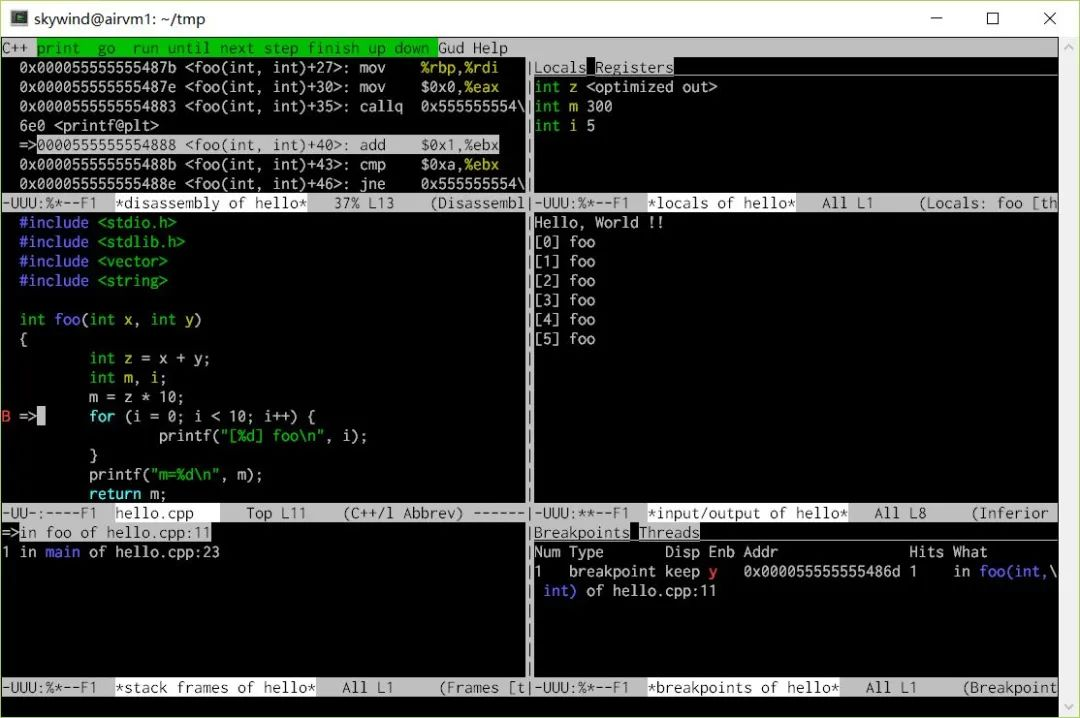 skywind@airvm1: ~/tmp
C++ print go run until next step finish up down Gud Help
0x000055555555487b <foo(int, int)+27>: mov %rbp,%rdi
0x000055555555487e <foo(int, int)+30>: mov $0x0,%eax
0x0000555555554883 <foo(int, int)+35>: callq 0x555555554\
6e0 <printf@plt>
=>0000555555554888 <foo(int, int)+40>: add $0x1,%ebx
0x000055555555488b <foo(int, int)+43>: cmp $0xa,%ebx
0x000055555555488e <foo(int, int)+46>: jne 0x555555554\
-UUU:%*--F1 *disassembly of hello* 37% L13 (Disassembl
Locals Registers
int z <optimized out>
int m 300
int i 5
-UUU:%*--F1 *locals of hello* All L1 (Locals: foo [th
#include <stdio.h>
#include <stdlib.h>
#include <vector>
#include <string>
int foo(int x, int y)
{
int z = x + y;
int m, i;
m = z * 10;
B => for (i = 0; i < 10; i++) {
printf("[%d] foo\n", i);
}
printf("m=%d\n", m);
return m;
-UU-:----F1 hello.cpp Top L11 (C++/l Abbrev) ------
Hello, World !!
[0] foo
[1] foo
[2] foo
[3] foo
[4] foo
[5] foo
-UUU:**--F1 *input/output of hello* All L8 (Inferior
=>in foo of hello.cpp:11
1 in main of hello.cpp:23
-UUU:%*--F1 *stack frames of hello* All L1 (Frames [t
Breakpoints Threads
Num Type Disp Enb Addr Hits What
1 breakpoint keep y 0x000055555555486d 1 in foo(int,\
int) of hello.cpp:11
-UUU:%*--F1 *breakpoints of hello* All L1 (Breakpoint